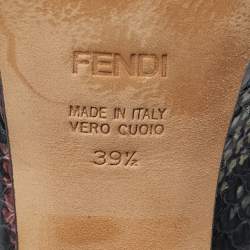 FENDI
MADE IN ITALY
VERO CUOIO
39½